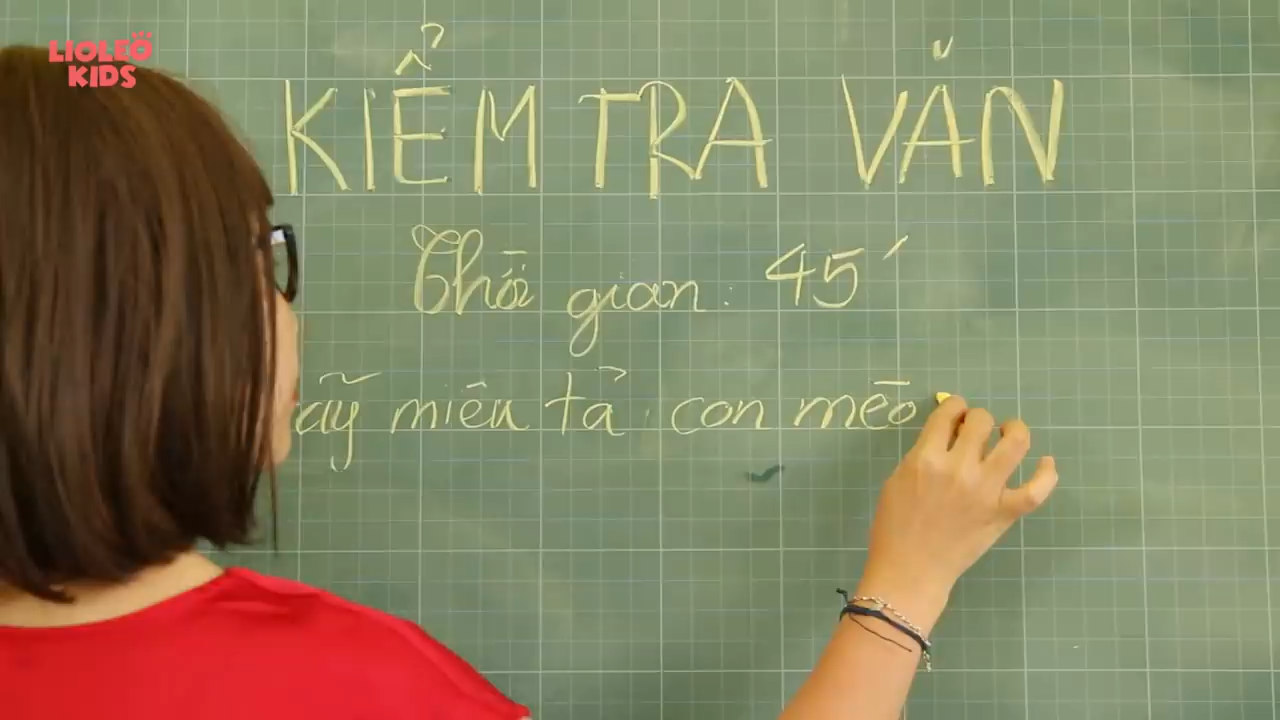 LIOLEO
KIDS
KIỂM TRA VĂN
Thời gian: 45'
ãy miêu tả con mèo